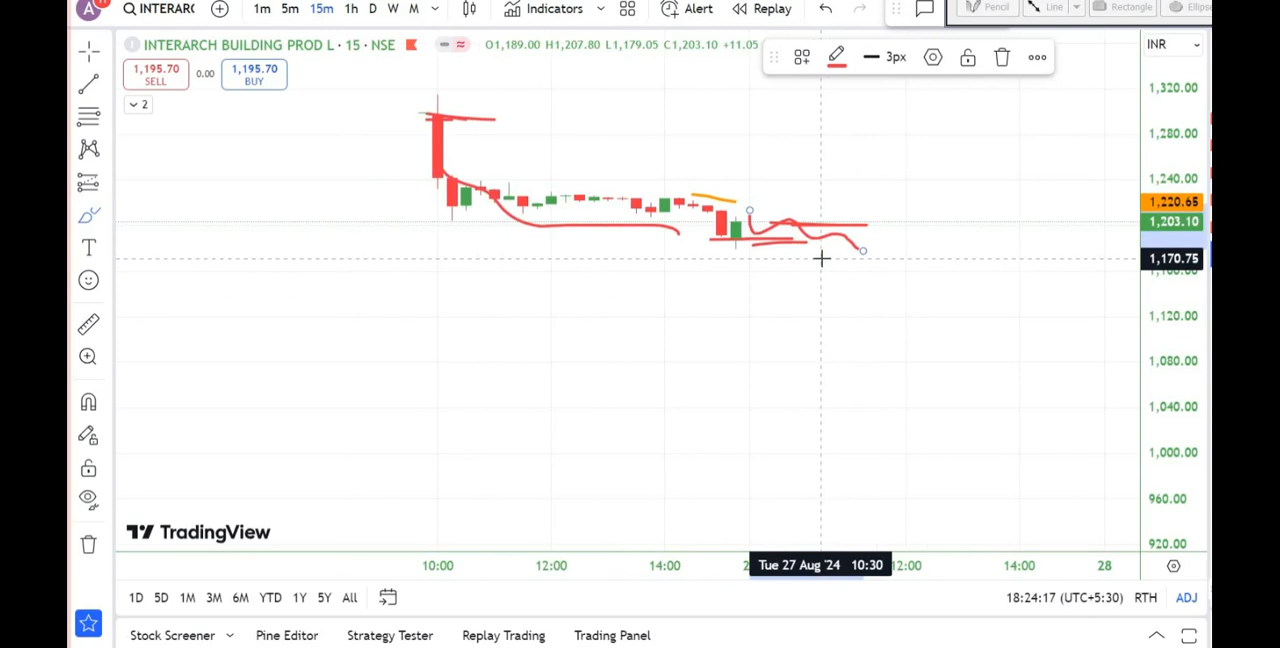 A INTERARC 1m 5m 15m 1h D W M Indicators Alert Replay Pencil Line Rectangle
INTERARCH BUILDING PROD L · 15 · NSE O1,189.00 H1,207.80 L1,179.05 C1,203.10 +11.05 3px INR
1,195.70 SELL 0.00 1,195.70 BUY
2
1,320.00
1,280.00
1,240.00
1,220.65
1,203.10
1,170.75
1,120.00
1,080.00
1,040.00
1,000.00
960.00
920.00
TradingView
10:00 12:00 14:00 Tue 27 Aug '24 10:30 12:00 14:00 28
1D 5D 1M 3M 6M YTD 1Y 5Y All 18:24:17 (UTC+5:30) RTH ADJ
Stock Screener Pine Editor Strategy Tester Replay Trading Trading Panel